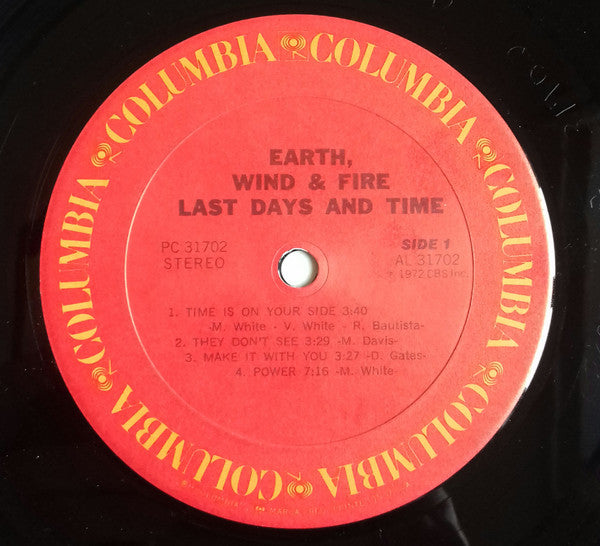 COLUMBIA COLUMBIA COLUMBIA COLUMBIA COLUMBIA COLUMBIA COLUMBIA
EARTH,
WIND & FIRE
LAST DAYS AND TIME
PC 31702
STEREO
SIDE 1
AL 31702
℗ 1972 CBS Inc.
1. TIME IS ON YOUR SIDE 3:40
-M. White - V. White - R. Bautista-
2. THEY DON'T SEE 3:29 -M. Davis-
3. MAKE IT WITH YOU 3:27 -D. Gates-
4. POWER 7:16 -M. White-